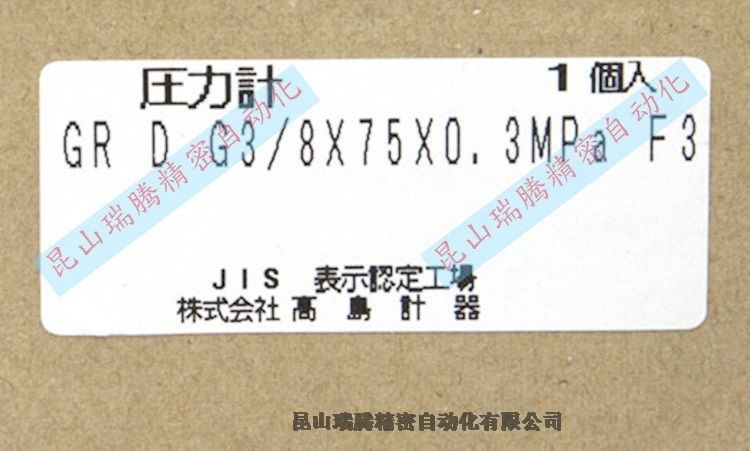 圧力計 1個入
GR D G3/8X75X0.3MPa F3
JIS 表示認定工場
株式会社 高島計器
昆山瑞腾精密自动化
昆山瑞腾精密自动化
昆山瑞腾精密自动化有限公司